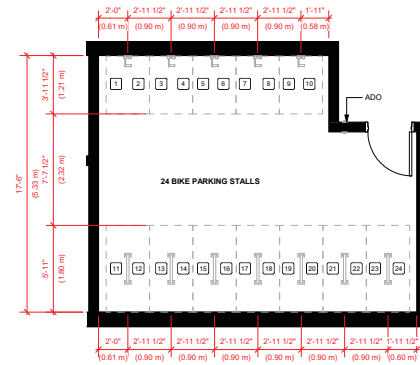 2'-0" 2'-11 1/2" 2'-11 1/2" 2'-11 1/2" 2'-11 1/2" 1'-11"
(0.61 m) (0.90 m) (0.90 m) (0.90 m) (0.90 m) (0.58 m)
1 2 3 4 5 6 7 8 9 10
3'-11 1/2"
(1.21 m)
ADO
17'-6"
(5.33 m)
7'-7 1/2"
(2.32 m)
24 BIKE PARKING STALLS
5'-11"
(1.80 m)
11 12 13 14 15 16 17 18 19 20 21 22 23 24
2'-0" 2'-11 1/2" 2'-11 1/2" 2'-11 1/2" 2'-11 1/2" 2'-11 1/2" 2'-11 1/2" 1'-11 1/2"
(0.61 m) (0.90 m) (0.90 m) (0.90 m) (0.90 m) (0.90 m) (0.90 m) (0.60 m)